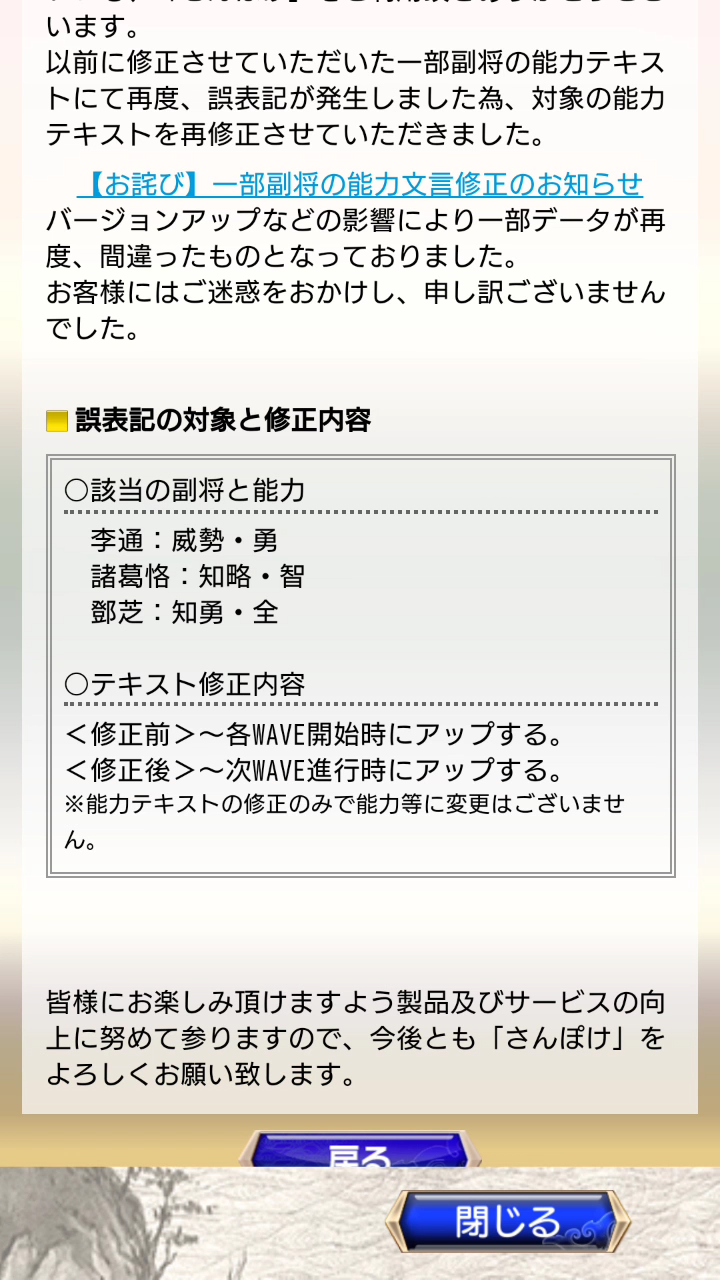 います。
以前に修正させていただいた一部副将の能力テキス
トにて再度、誤表記が発生しました為、対象の能力
テキストを再修正させていただきました。
【お詫び】一部副将の能力文言修正のお知らせ
バージョンアップなどの影響により一部データが再
度、間違ったものとなっておりました。
お客様にはご迷惑をおかけし、申し訳ございません
でした。
誤表記の対象と修正内容
○該当の副将と能力
李通：威勢・勇
諸葛恪：知略・智
鄧芝：知勇・全
○テキスト修正内容
＜修正前＞～各WAVE開始時にアップする。
＜修正後＞～次WAVE進行時にアップする。
※能力テキストの修正のみで能力等に変更はございませ
ん。
皆様にお楽しみ頂けますよう製品及びサービスの向
上に努めて参りますので、今後とも「さんぽけ」を
よろしくお願い致します。
戻る
閉じる